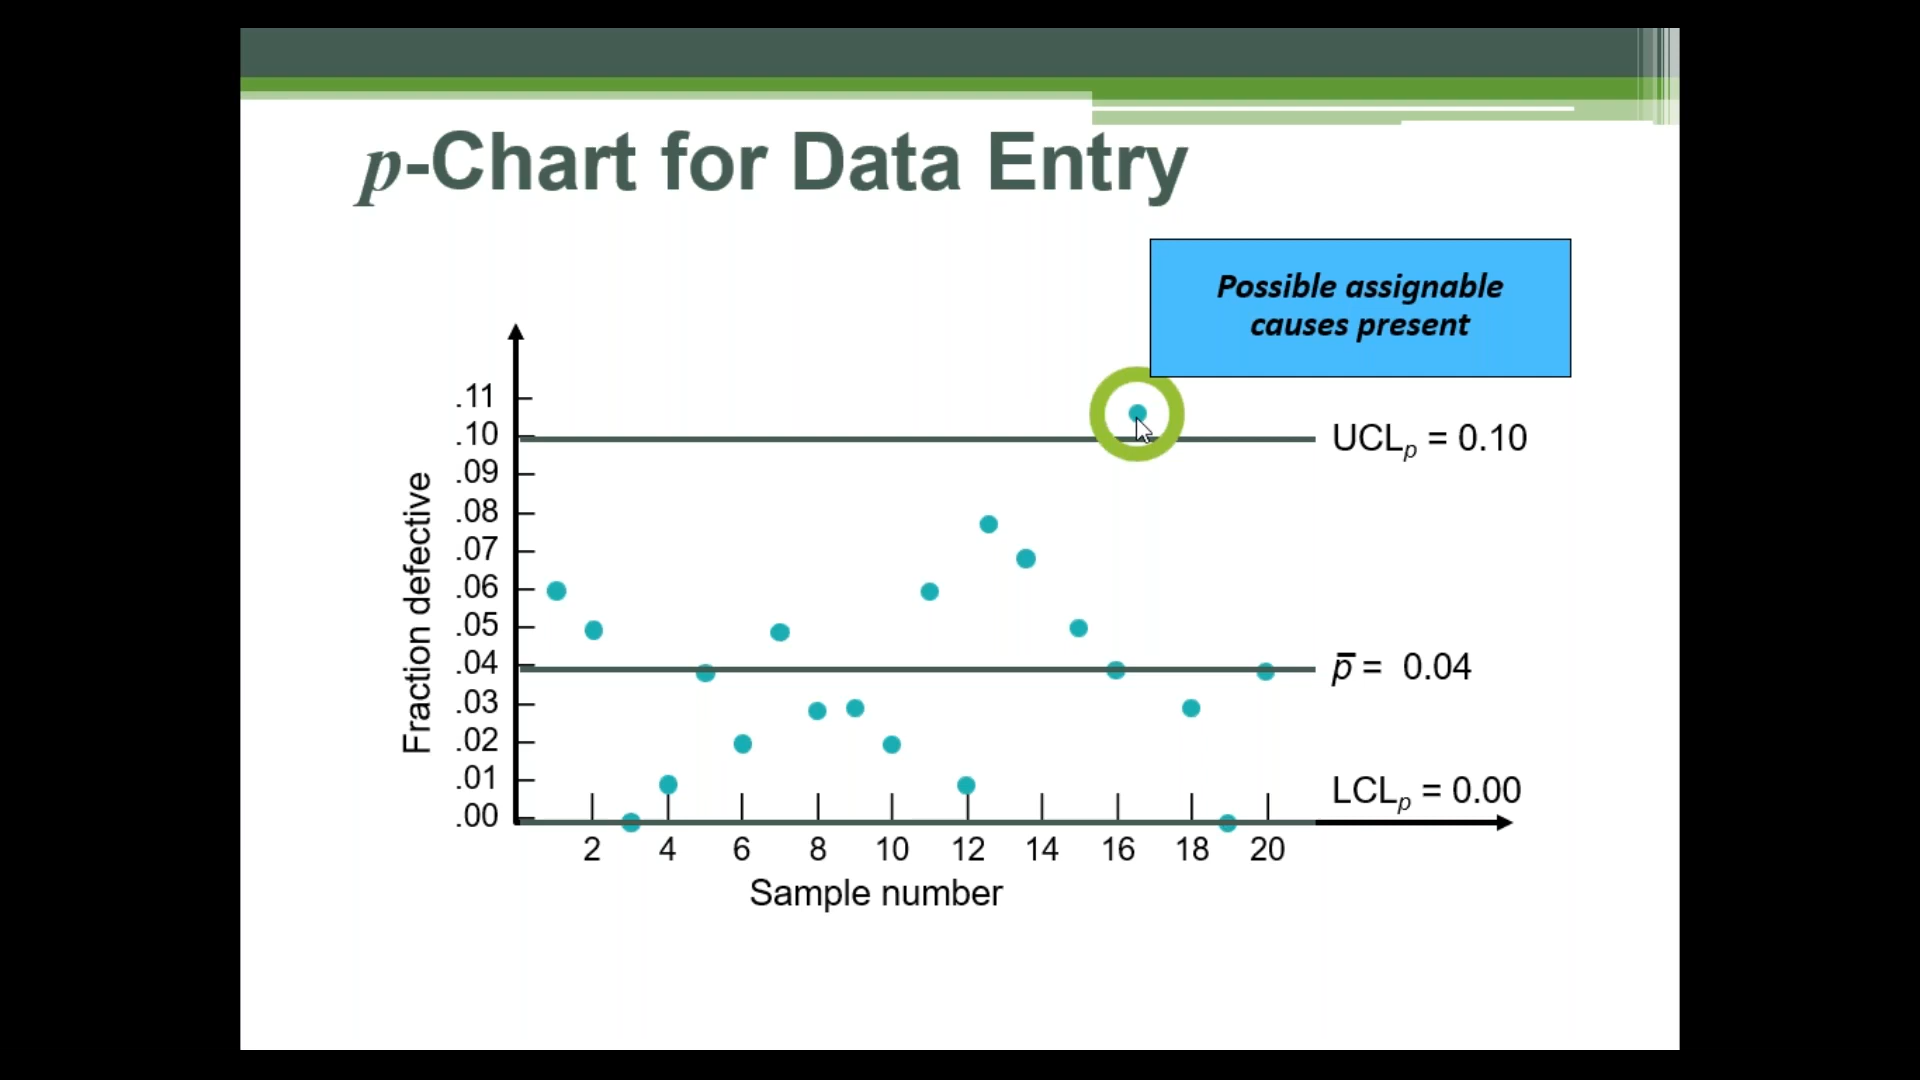 p-Chart for Data Entry
Possible assignable
causes present
.11
.10
.09
.08
.07
.06
.05
.04
.03
.02
.01
.00
Fraction defective
UCLp = 0.10
p̅ = 0.04
LCLp = 0.00
2 4 6 8 10 12 14 16 18 20
Sample number